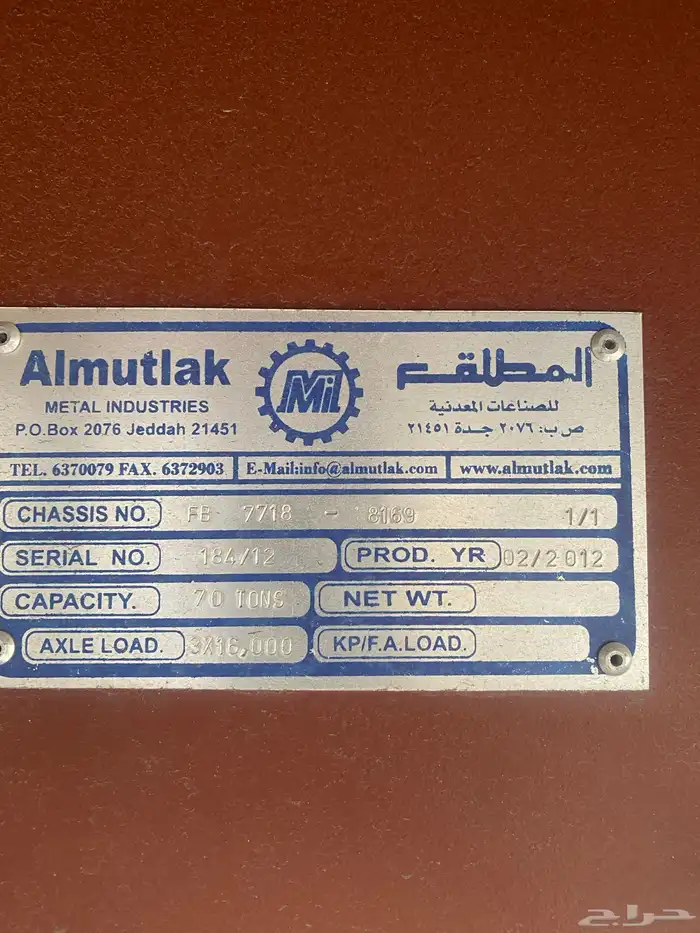 Almutlak
METAL INDUSTRIES
P.O.Box 2076 Jeddah 21451
Mil
المطلق
للصناعات المعدنية
ص ب: ٢٠٧٦ جدة ٢١٤٥١
TEL. 6370079 FAX. 6372903
E-Mail:info@almutlak.com
www.almutlak.com
CHASSIS NO. FB 7718 - 8169 1/1
SERIAL NO. 184/12 PROD. YR 02/2012
CAPACITY. 70 TONS NET WT.
AXLE LOAD. 3X16,000 KP/F.A.LOAD.
حراج